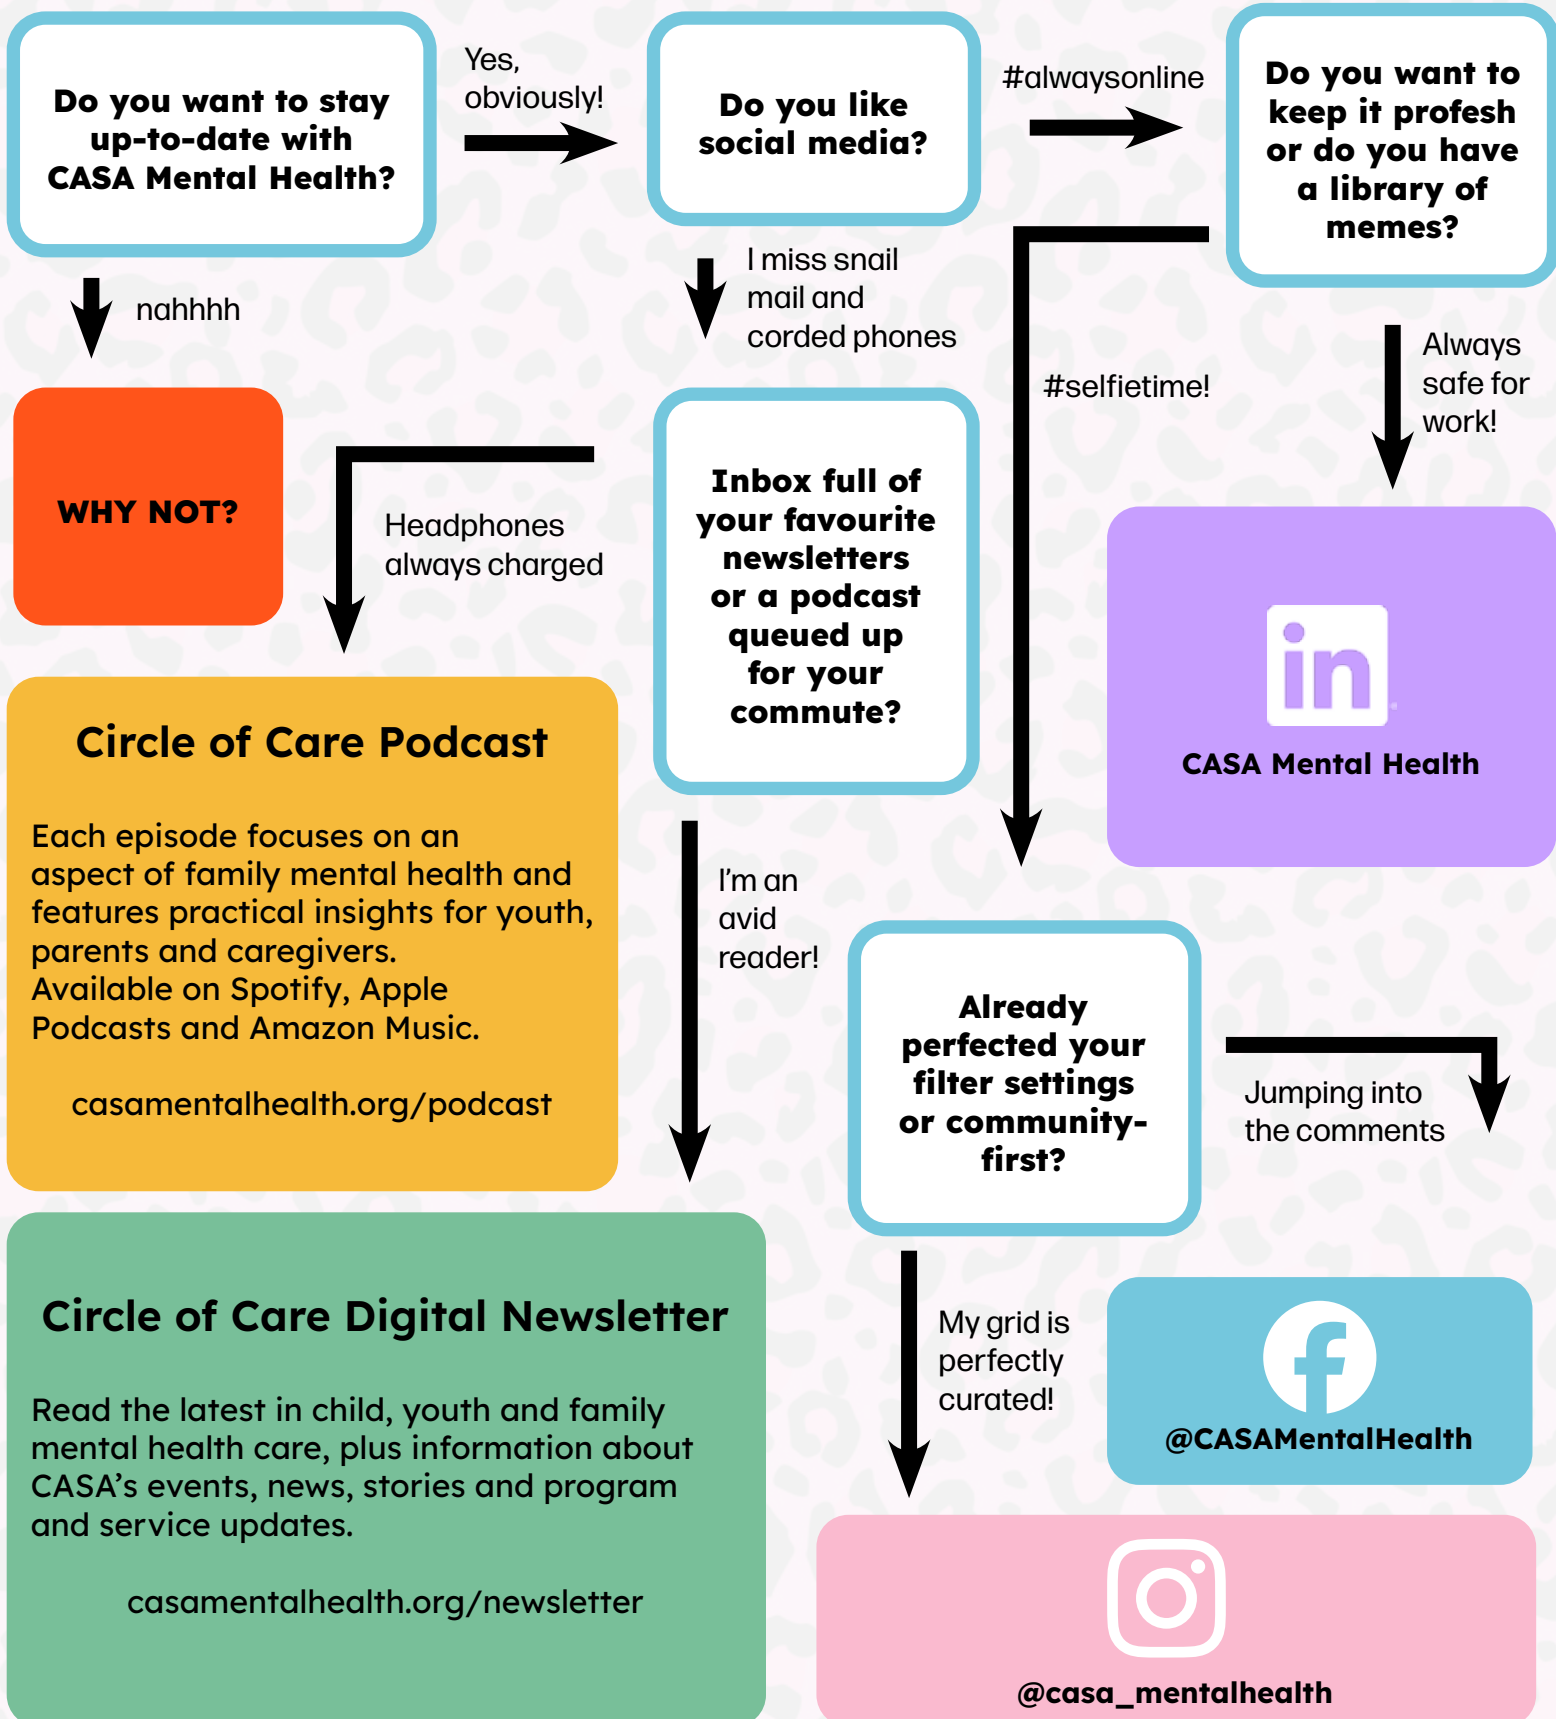 Do you want to stay
up-to-date with
CASA Mental Health?
Yes,
obviously!
Do you like
social media?
#alwaysonline
Do you want to
keep it profesh
or do you have
a library of
memes?
nahhhh
I miss snail
mail and
corded phones
#selfietime!
Always
safe for
work!
WHY NOT?
Headphones
always charged
Inbox full of
your favourite
newsletters
or a podcast
queued up
for your
commute?
in
CASA Mental Health
Circle of Care Podcast
Each episode focuses on an
aspect of family mental health and
features practical insights for youth,
parents and caregivers.
Available on Spotify, Apple
Podcasts and Amazon Music.
casamentalhealth.org/podcast
I'm an
avid
reader!
Already
perfected your
filter settings
or community-
first?
Jumping into
the comments
Circle of Care Digital Newsletter
Read the latest in child, youth and family
mental health care, plus information about
CASA's events, news, stories and program
and service updates.
casamentalhealth.org/newsletter
My grid is
perfectly
curated!
f
@CASAMentalHealth
@casa_mentalhealth